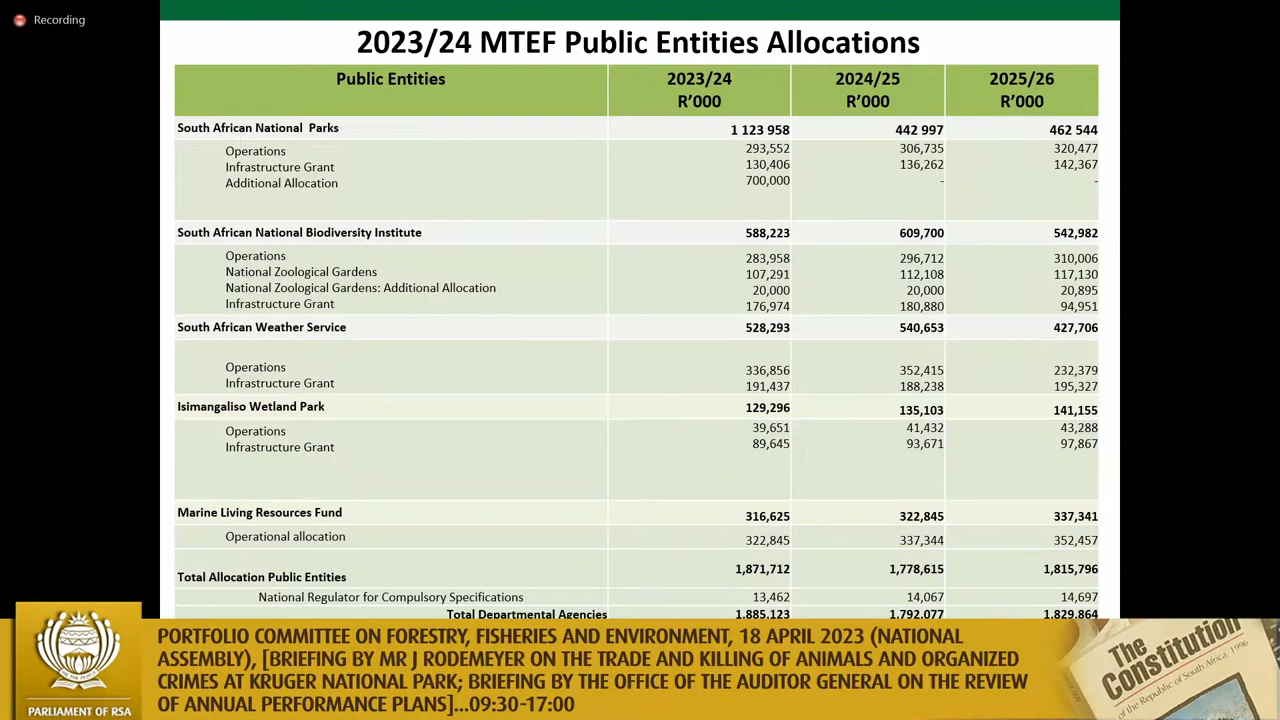 Recording
2023/24 MTEF Public Entities Allocations
Public Entities 2023/24 R’000 2024/25 R’000 2025/26 R’000
South African National Parks 1 123 958 442 997 462 544
Operations 293,552 306,735 320,477
Infrastructure Grant 130,406 136,262 142,367
Additional Allocation 700,000 - -
South African National Biodiversity Institute 588,223 609,700 542,982
Operations 283,958 296,712 310,006
National Zoological Gardens 107,291 112,108 117,130
National Zoological Gardens: Additional Allocation 20,000 20,000 20,895
Infrastructure Grant 176,974 180,880 94,951
South African Weather Service 528,293 540,653 427,706
Operations 336,856 352,415 232,379
Infrastructure Grant 191,437 188,238 195,327
Isimangaliso Wetland Park 129,296 135,103 141,155
Operations 39,651 41,432 43,288
Infrastructure Grant 89,645 93,671 97,867
Marine Living Resources Fund 316,625 322,845 337,341
Operational allocation 322,845 337,344 352,457
Total Allocation Public Entities 1,871,712 1,778,615 1,815,796
National Regulator for Compulsory Specifications 13,462 14,067 14,697
Total Departmental Agencies 1,885,123 1,792,077 1,829,864
PORTFOLIO COMMITTEE ON FORESTRY, FISHERIES AND ENVIRONMENT, 18 APRIL 2023 (NATIONAL
ASSEMBLY), [BRIEFING BY MR J RODEMEYER ON THE TRADE AND KILLING OF ANIMALS AND ORGANIZED
CRIMES AT KRUGER NATIONAL PARK; BRIEFING BY THE OFFICE OF THE AUDITOR GENERAL ON THE REVIEW
OF ANNUAL PERFORMANCE PLANS]...09:30-17:00
PARLIAMENT OF RSA
The
Constitution
of the Republic of South Africa, 1996